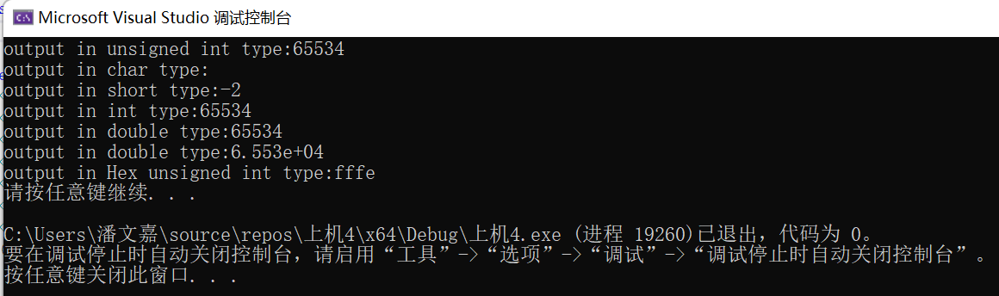 Microsoft Visual Studio 调试控制台
output in unsigned int type:65534
output in char type:
output in short type:-2
output in int type:65534
output in double type:65534
output in double type:6.553e+04
output in Hex unsigned int type:fffe
请按任意键继续. . .
C:\Users\潘文嘉\source\repos\上机4\x64\Debug\上机4.exe (进程 19260)已退出，代码为 0。
要在调试停止时自动关闭控制台，请启用“工具”->“选项”->“调试”->“调试停止时自动关闭控制台”。
按任意键关闭此窗口. . .